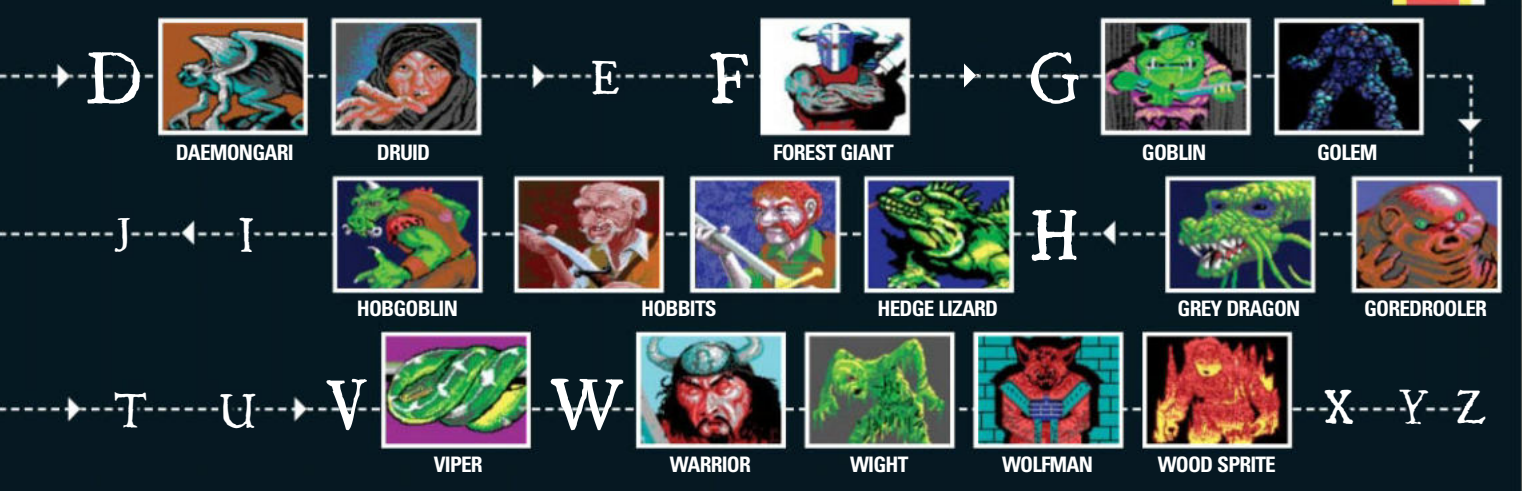 D E F G
DAEMONGARI DRUID FOREST GIANT GOBLIN GOLEM
J I H
HOBGOBLIN HOBBITS HEDGE LIZARD GREY DRAGON GOREDROOLER
T U V W X Y Z
VIPER WARRIOR WIGHT WOLFMAN WOOD SPRITE